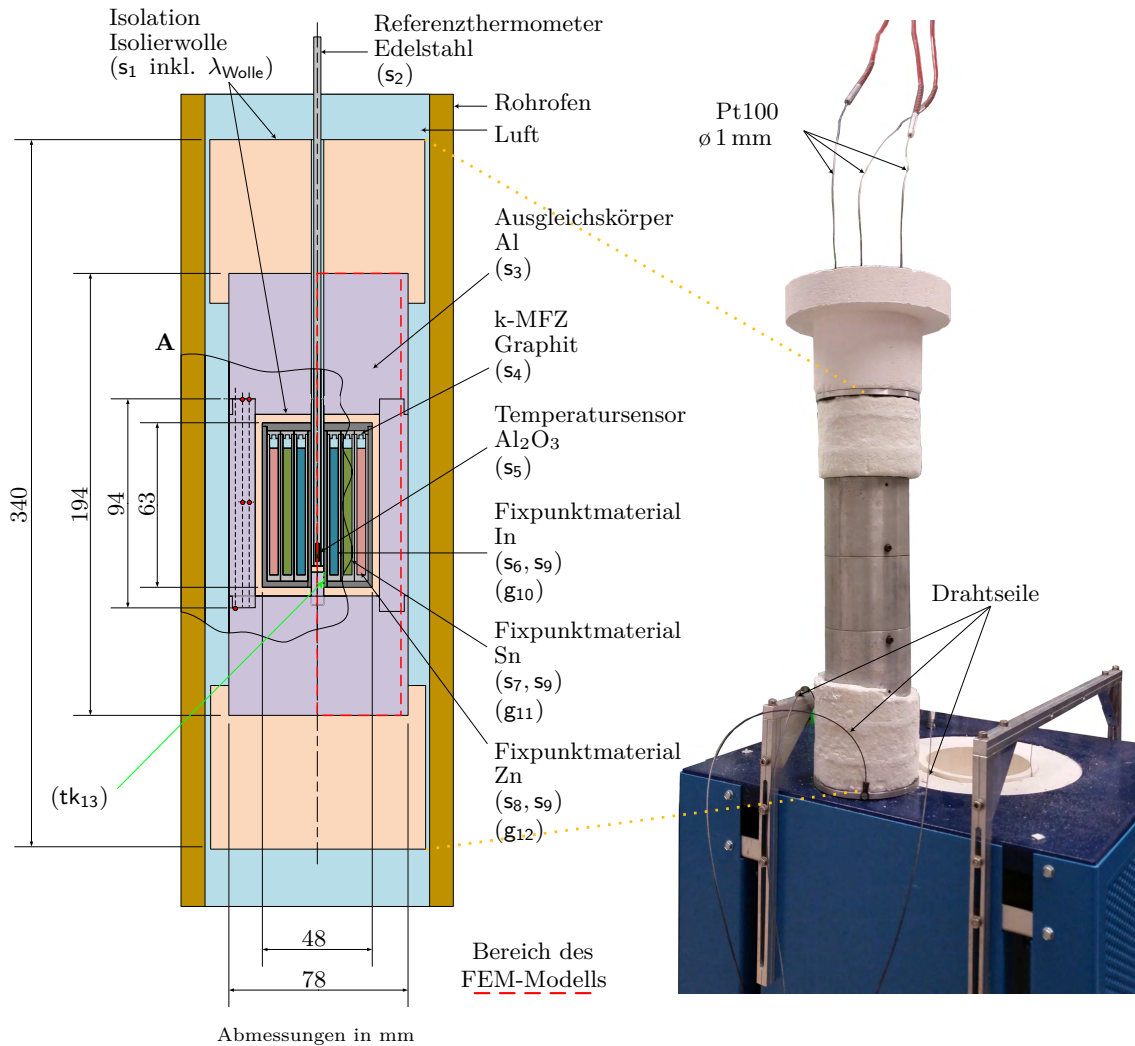 Isolation
Isolierwolle
(s₁ inkl. λ_Wolle)
Referenzthermometer
Edelstahl
(s₂)
Rohrofen
Luft
Ausgleichskörper
Al
(s₃)
k-MFZ
Graphit
(s₄)
Temperatursensor
Al₂O₃
(s₅)
Fixpunktmaterial
In
(s₆, s₉)
(g₁₀)
Fixpunktmaterial
Sn
(s₇, s₉)
(g₁₁)
Fixpunktmaterial
Zn
(s₈, s₉)
(g₁₂)
A
340
194
94
63
(tk₁₃)
48
78
Bereich des
FEM-Modells
Abmessungen in mm
Pt100
ø 1 mm
Drahtseile